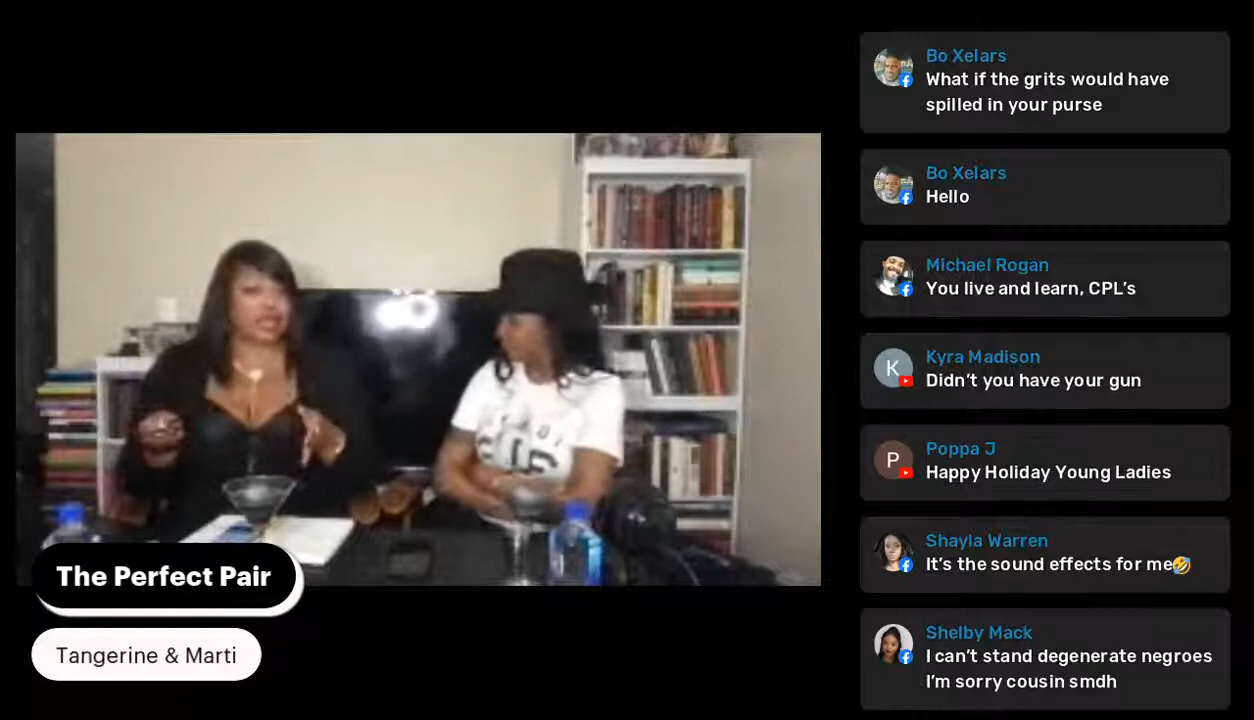 Bo Xelars
What if the grits would have
spilled in your purse
Bo Xelars
Hello
Michael Rogan
You live and learn, CPL’s
K
Kyra Madison
Didn’t you have your gun
P
Poppa J
Happy Holiday Young Ladies
Shayla Warren
It’s the sound effects for me🤣
Shelby Mack
I can’t stand degenerate negroes
I’m sorry cousin smdh
The Perfect Pair
Tangerine & Marti